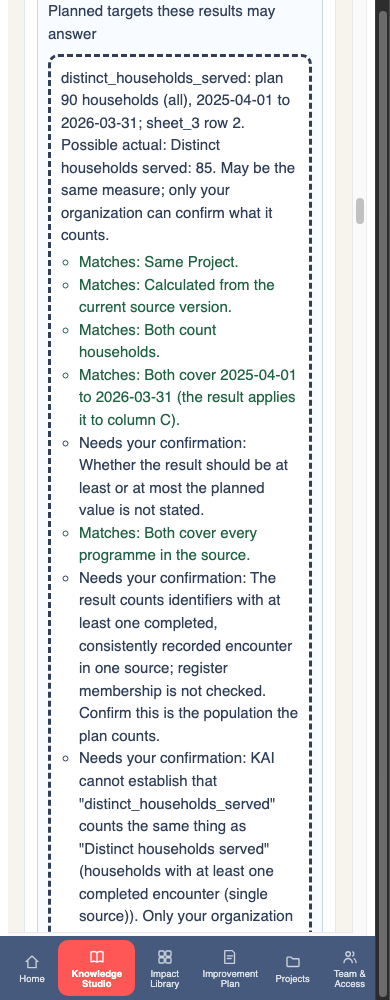 Planned targets these results may
answer
distinct_households_served: plan
90 households (all), 2025-04-01 to
2026-03-31; sheet_3 row 2.
Possible actual: Distinct
households served: 85. May be the
same measure; only your
organization can confirm what it
counts.
Matches: Same Project.
Matches: Calculated from the
current source version.
Matches: Both count
households.
Matches: Both cover 2025-04-01
to 2026-03-31 (the result applies
it to column C).
Needs your confirmation:
Whether the result should be at
least or at most the planned
value is not stated.
Matches: Both cover every
programme in the source.
Needs your confirmation: The
result counts identifiers with at
least one completed,
consistently recorded encounter
in one source; register
membership is not checked.
Confirm this is the population the
plan counts.
Needs your confirmation: KAI
cannot establish that
"distinct_households_served"
counts the same thing as
"Distinct households served"
(households with at least one
completed encounter (single
source)). Only your organization
Home
Knowledge
Studio
Impact
Library
Improvement
Plan
Projects
Team &
Access